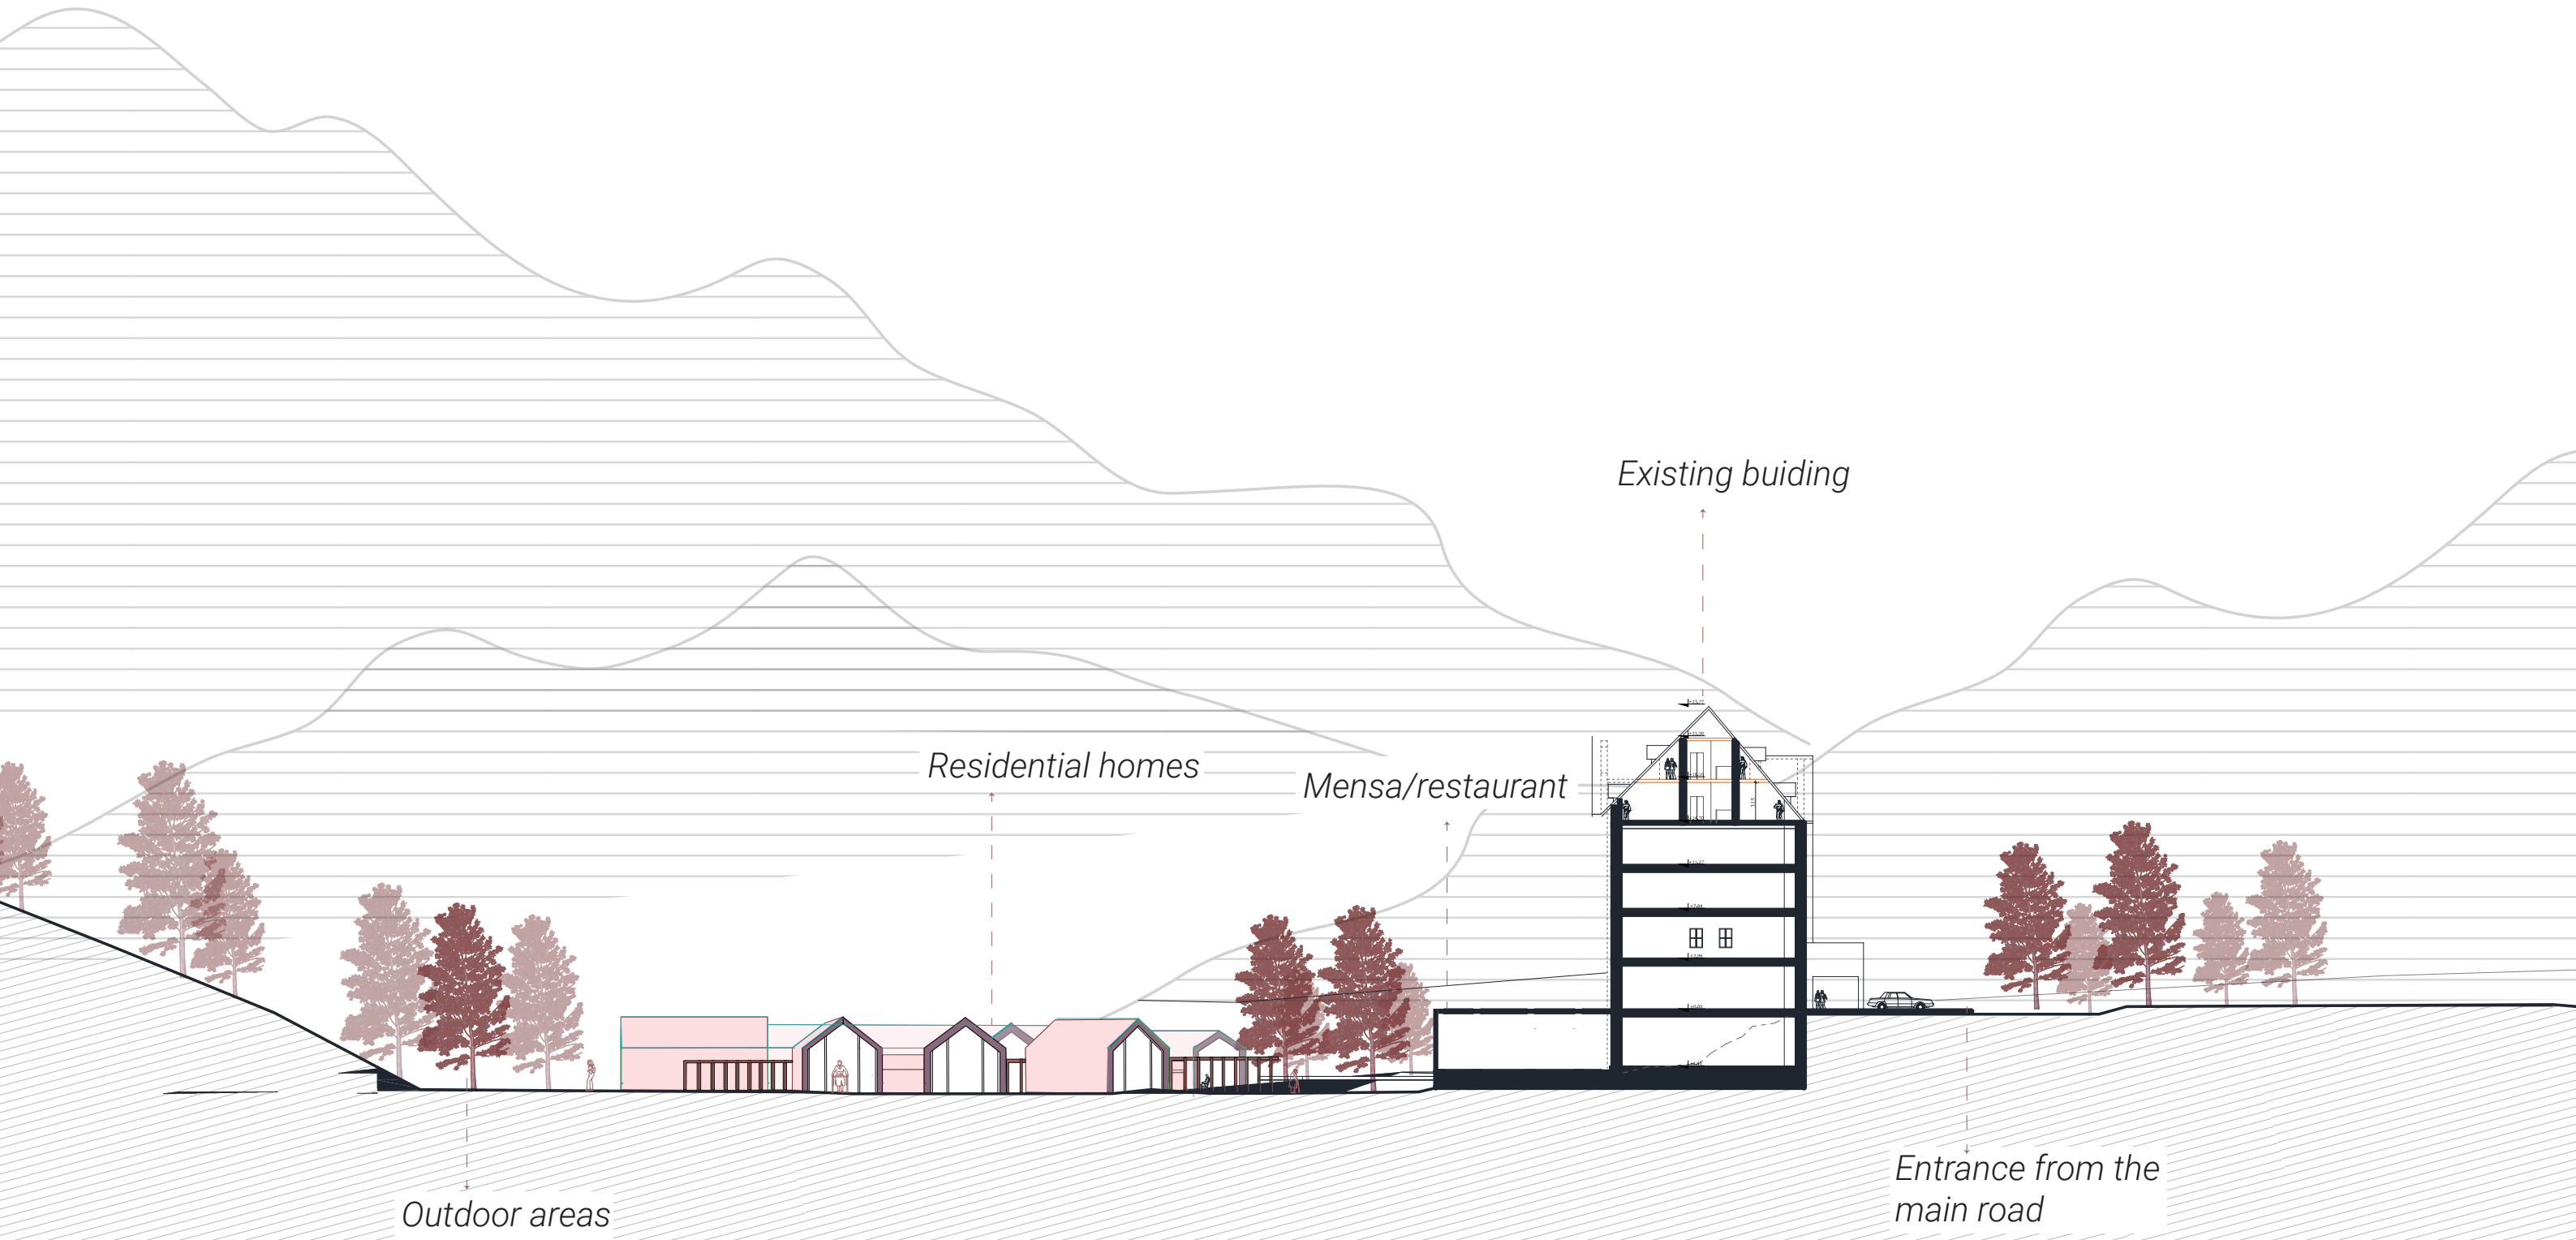 Existing buiding
Residential homes
Mensa/restaurant
Entrance from the
main road
Outdoor areas